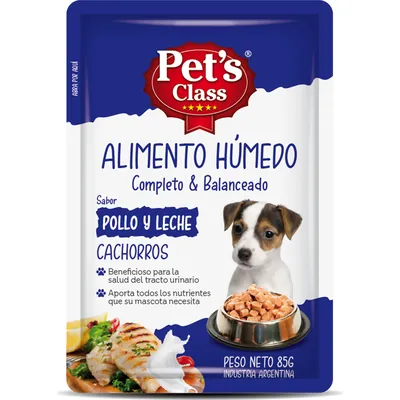 ABRA POR AQUÍ
Pet's
Class
ALIMENTO HÚMEDO
Completo & Balanceado
Sabor
POLLO Y LECHE
CACHORROS
Beneficioso para la
salud del tracto urinario
Aporta todos los nutrientes
que su mascota necesita
PESO NETO 85G
INDUSTRIA ARGENTINA